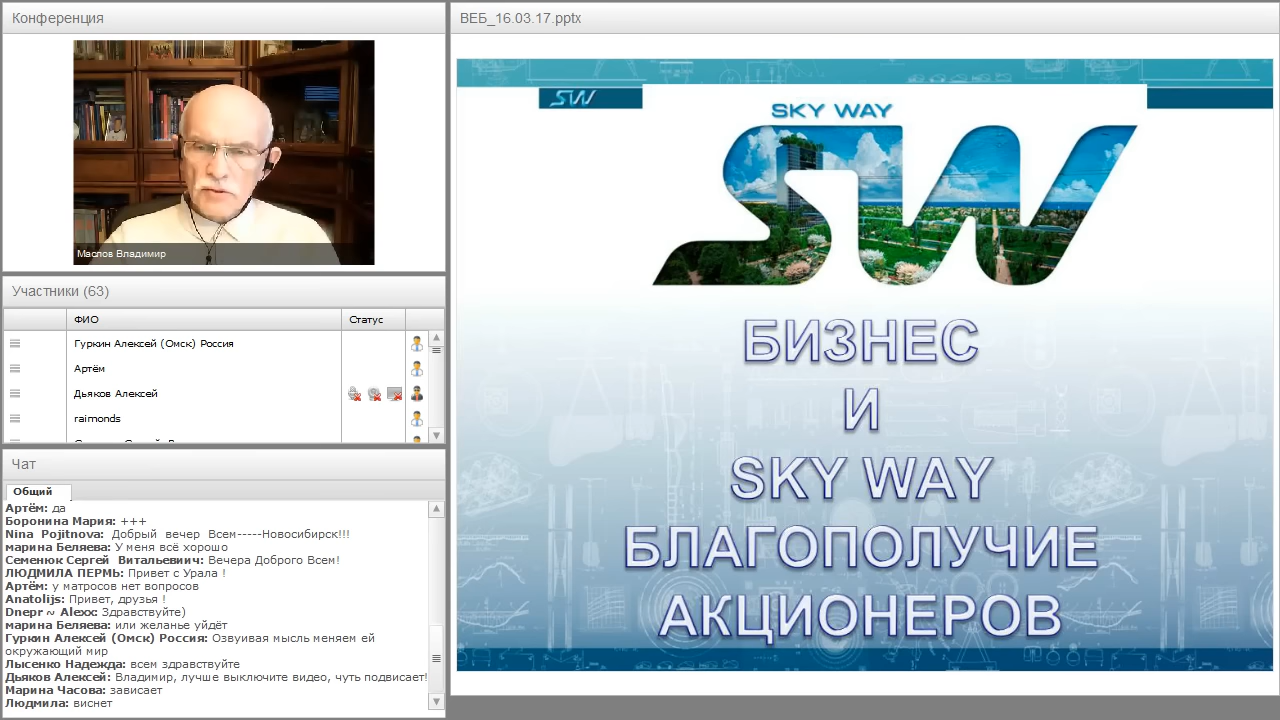 Конференция
Маслов Владимир
Участники (63)
ФИО
Статус
Гуркин Алексей (Омск) Россия
Артём
Дьяков Алексей
raimonds
Чат
Общий
Артём: да
Боронина Мария: +++
Nina Pojitnova: Добрый вечер Всем-----Новосибирск!!!
марина Беляева: У меня всё хорошо
Семенюк Сергей Витальевиич: Вечера Доброго Всем!
ЛЮДМИЛА ПЕРМЬ: Привет с Урала !
Артём: у матросов нет вопросов
Anatolijs: Привет, друзья !
Dnepr ~ Alexx: Здравствуйте)
марина Беляева: или желанье уйдёт
Гуркин Алексей (Омск) Россия: Озвуивая мысль меняем ей
окружающий мир
Лысенко Надежда: всем здравствуйте
Дьяков Алексей: Владимир, лучше выключите видео, чуть подвисает!
Марина Часова: зависает
Людмила: виснет
ВЕБ_16.03.17.pptx
SW
SKY WAY
SW
БИЗНЕС
И
SKY WAY
БЛАГОПОЛУЧИЕ
АКЦИОНЕРОВ